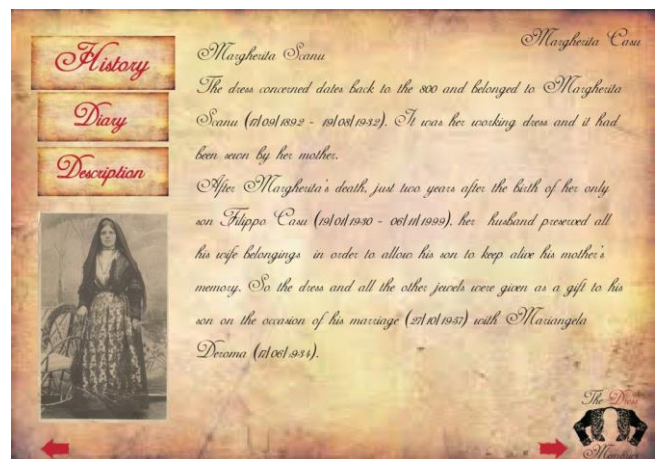 History
Diary
Description
Margherita Casu
Margherita Scanu
The dress concerned dates back to the 800 and belonged to Margherita
Scanu (17/09/1892 - 19/08/1932). It was her working dress and it had
been sewn by her mother.
After Margherita's death, just two years after the birth of her only
son Filippo Casu (19/01/1930 - 06/11/1999), her husband preserved all
his wife belongings in order to allow his son to keep alive his mother's
memory. So the dress and all the other jewels were given as a gift to his
son on the occasion of his marriage (27/10/1957) with Mariangela
Deroma (17/06/1934).
The Dress
Memories